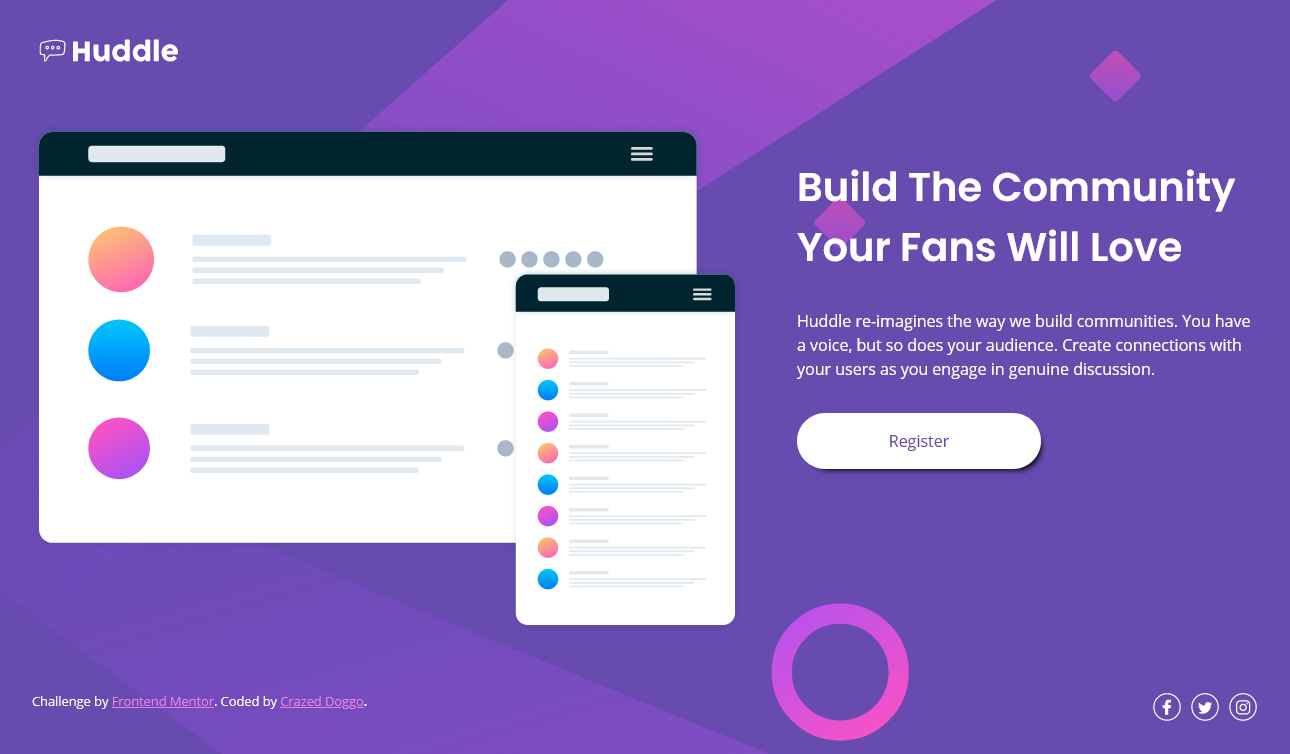 Huddle
Build The Community
Your Fans Will Love
Huddle re-imagines the way we build communities. You have
a voice, but so does your audience. Create connections with
your users as you engage in genuine discussion.
Register
Challenge by Frontend Mentor. Coded by Crazed Doggo.